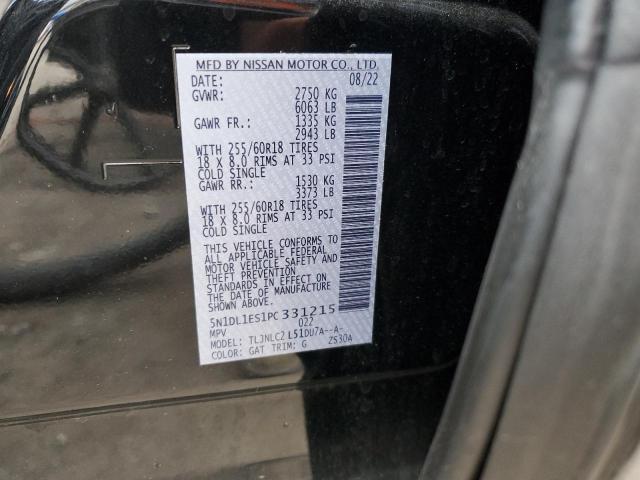 MFD BY NISSAN MOTOR CO., LTD.
DATE: 08/22
GVWR: 2750 KG
6063 LB
GAWR FR.: 1335 KG
2943 LB
WITH 255/60R18 TIRES
18 X 8.0 RIMS AT 33 PSI
COLD SINGLE
GAWR RR.: 1530 KG
3373 LB
WITH 255/60R18 TIRES
18 X 8.0 RIMS AT 33 PSI
COLD SINGLE
THIS VEHICLE CONFORMS TO
ALL APPLICABLE FEDERAL
MOTOR VEHICLE SAFETY AND
THEFT PREVENTION
STANDARDS IN EFFECT ON
THE DATE OF MANUFACTURE
SHOWN ABOVE.
5N1DL1ES1PC 331215
MPV 022
MODEL:
COLOR: GAT TRIM: G ZS30A